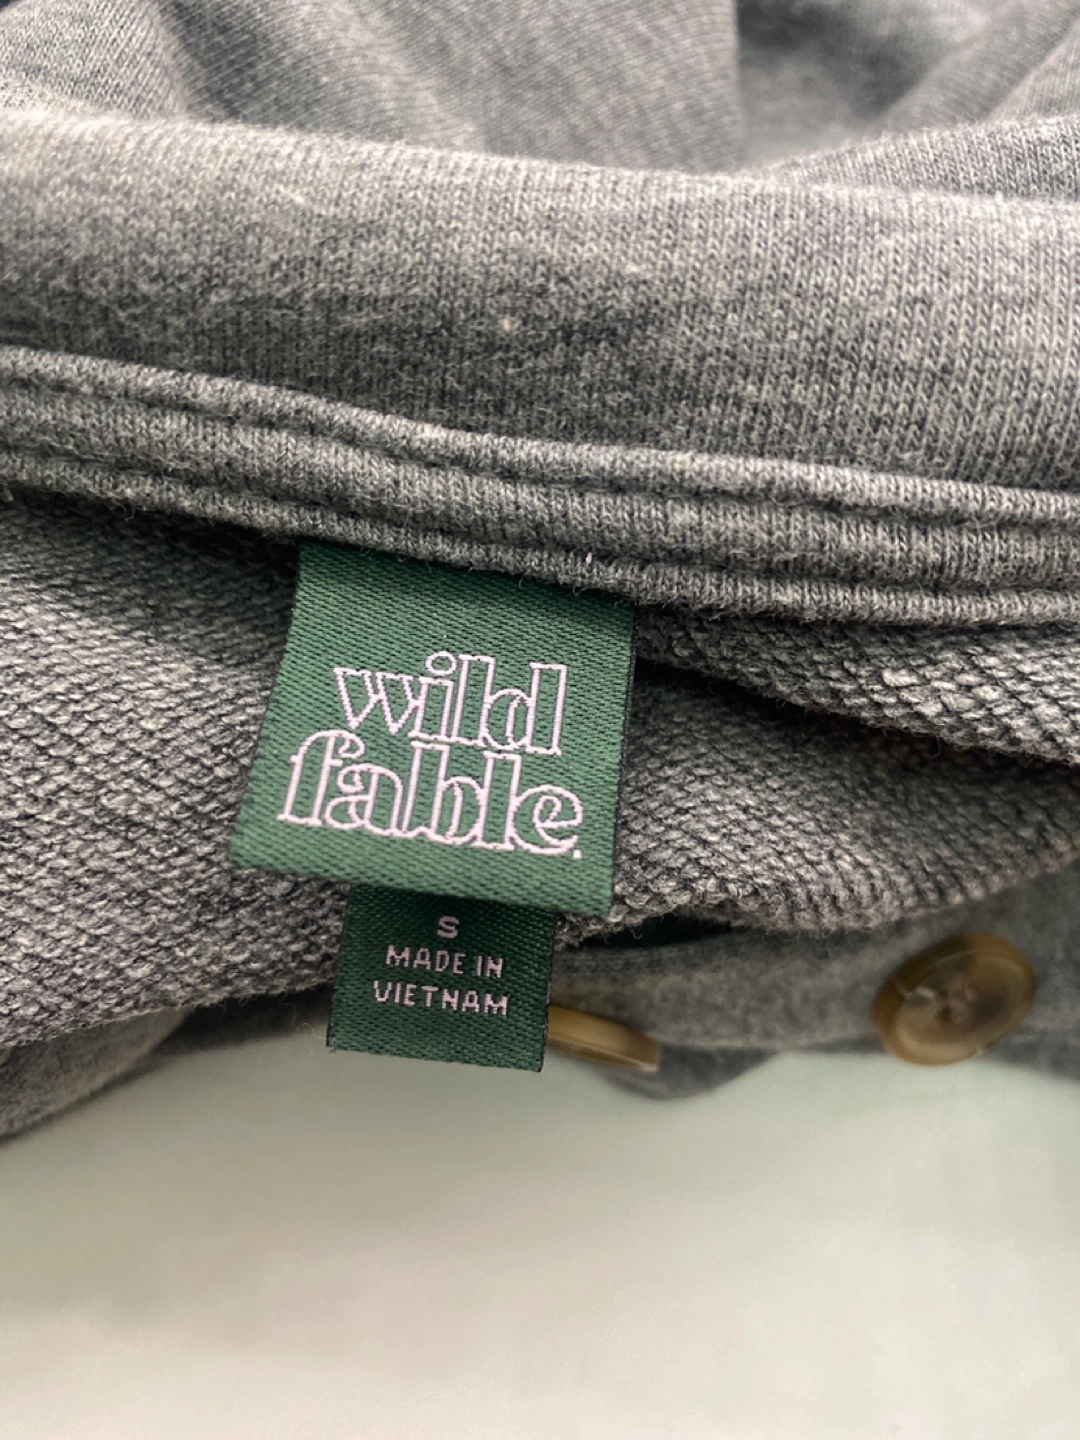 wild
fable.
S
MADE IN
VIETNAM